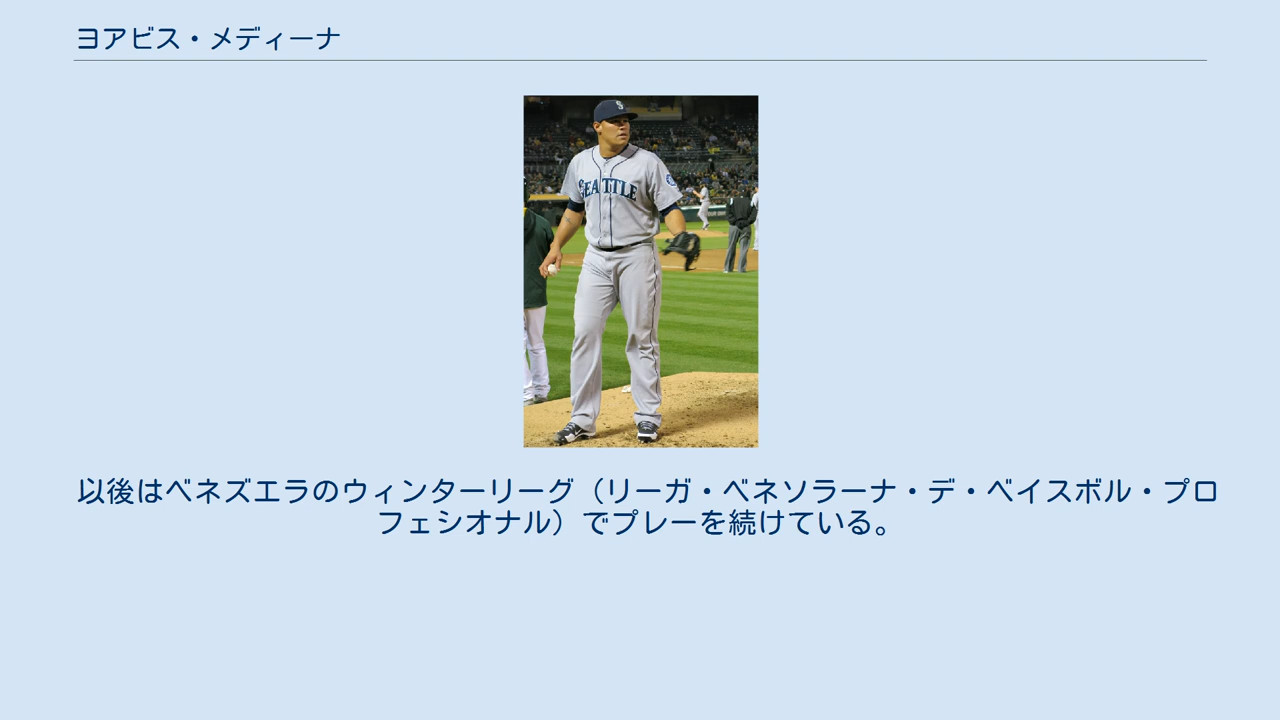 ヨアビス・メディーナ
SEATTLE
以後はベネズエラのウィンターリーグ（リーガ・ベネソラーナ・デ・ベイスボル・プロ
フェシオナル）でプレーを続けている。